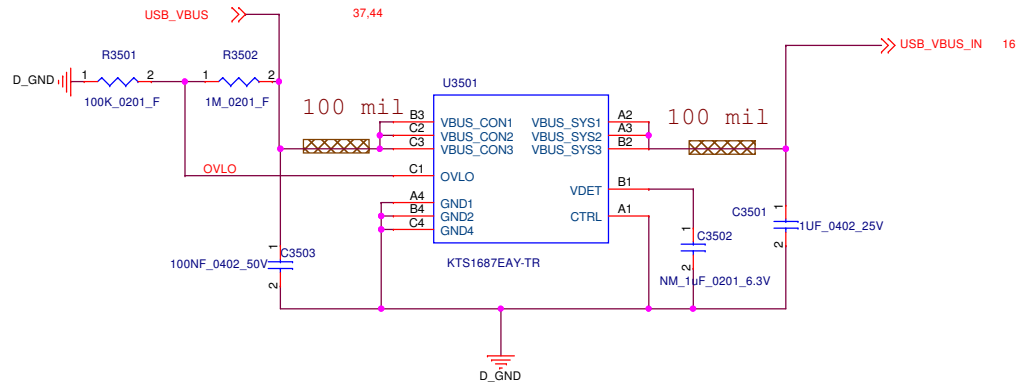 USB_VBUS 37,44
R3501 R3502 USB_VBUS_IN 16
D_GND 1 2 1 2
100K_0201_F 1M_0201_F
U3501
100 mil 100 mil
B3 VBUS_CON1 VBUS_SYS1 A2
C2 VBUS_CON2 VBUS_SYS2 A3
C3 VBUS_CON3 VBUS_SYS3 B2
OVLO C1 OVLO
VDET B1
A4 GND1
B4 GND2 CTRL A1
C4 GND4
1 C3501
1UF_0402_25V
2
1 C3502
2
NM_1uF_0201_6.3V
1 C3503
100NF_0402_50V
2
KTS1687EAY-TR
D_GND